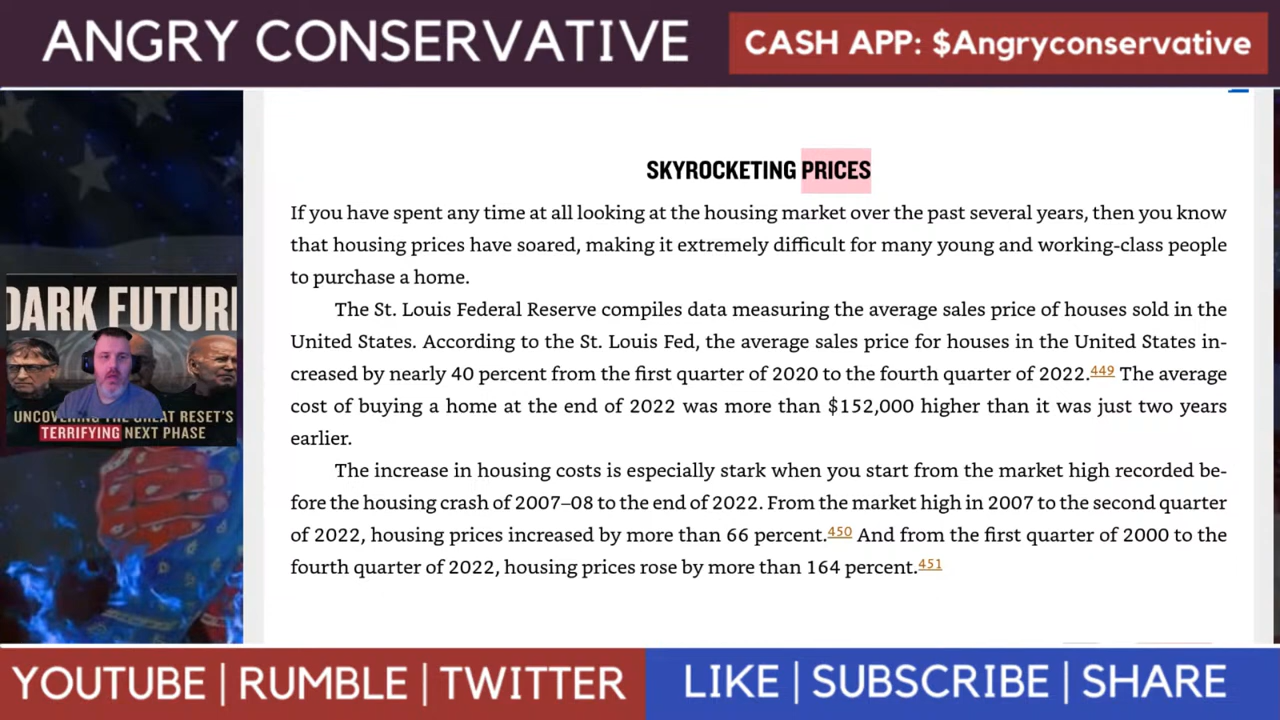 ANGRY CONSERVATIVE
CASH APP: $Angryconservative
SKYROCKETING PRICES
If you have spent any time at all looking at the housing market over the past several years, then you know
that housing prices have soared, making it extremely difficult for many young and working-class people
to purchase a home.
The St. Louis Federal Reserve compiles data measuring the average sales price of houses sold in the
United States. According to the St. Louis Fed, the average sales price for houses in the United States in-
creased by nearly 40 percent from the first quarter of 2020 to the fourth quarter of 2022.449 The average
cost of buying a home at the end of 2022 was more than $152,000 higher than it was just two years
earlier.
The increase in housing costs is especially stark when you start from the market high recorded be-
fore the housing crash of 2007–08 to the end of 2022. From the market high in 2007 to the second quarter
of 2022, housing prices increased by more than 66 percent.450 And from the first quarter of 2000 to the
fourth quarter of 2022, housing prices rose by more than 164 percent.451
DARK FUTUR
UNCOVERING THE GREAT RESET'S
TERRIFYING NEXT PHASE
YOUTUBE | RUMBLE | TWITTER
LIKE | SUBSCRIBE | SHARE